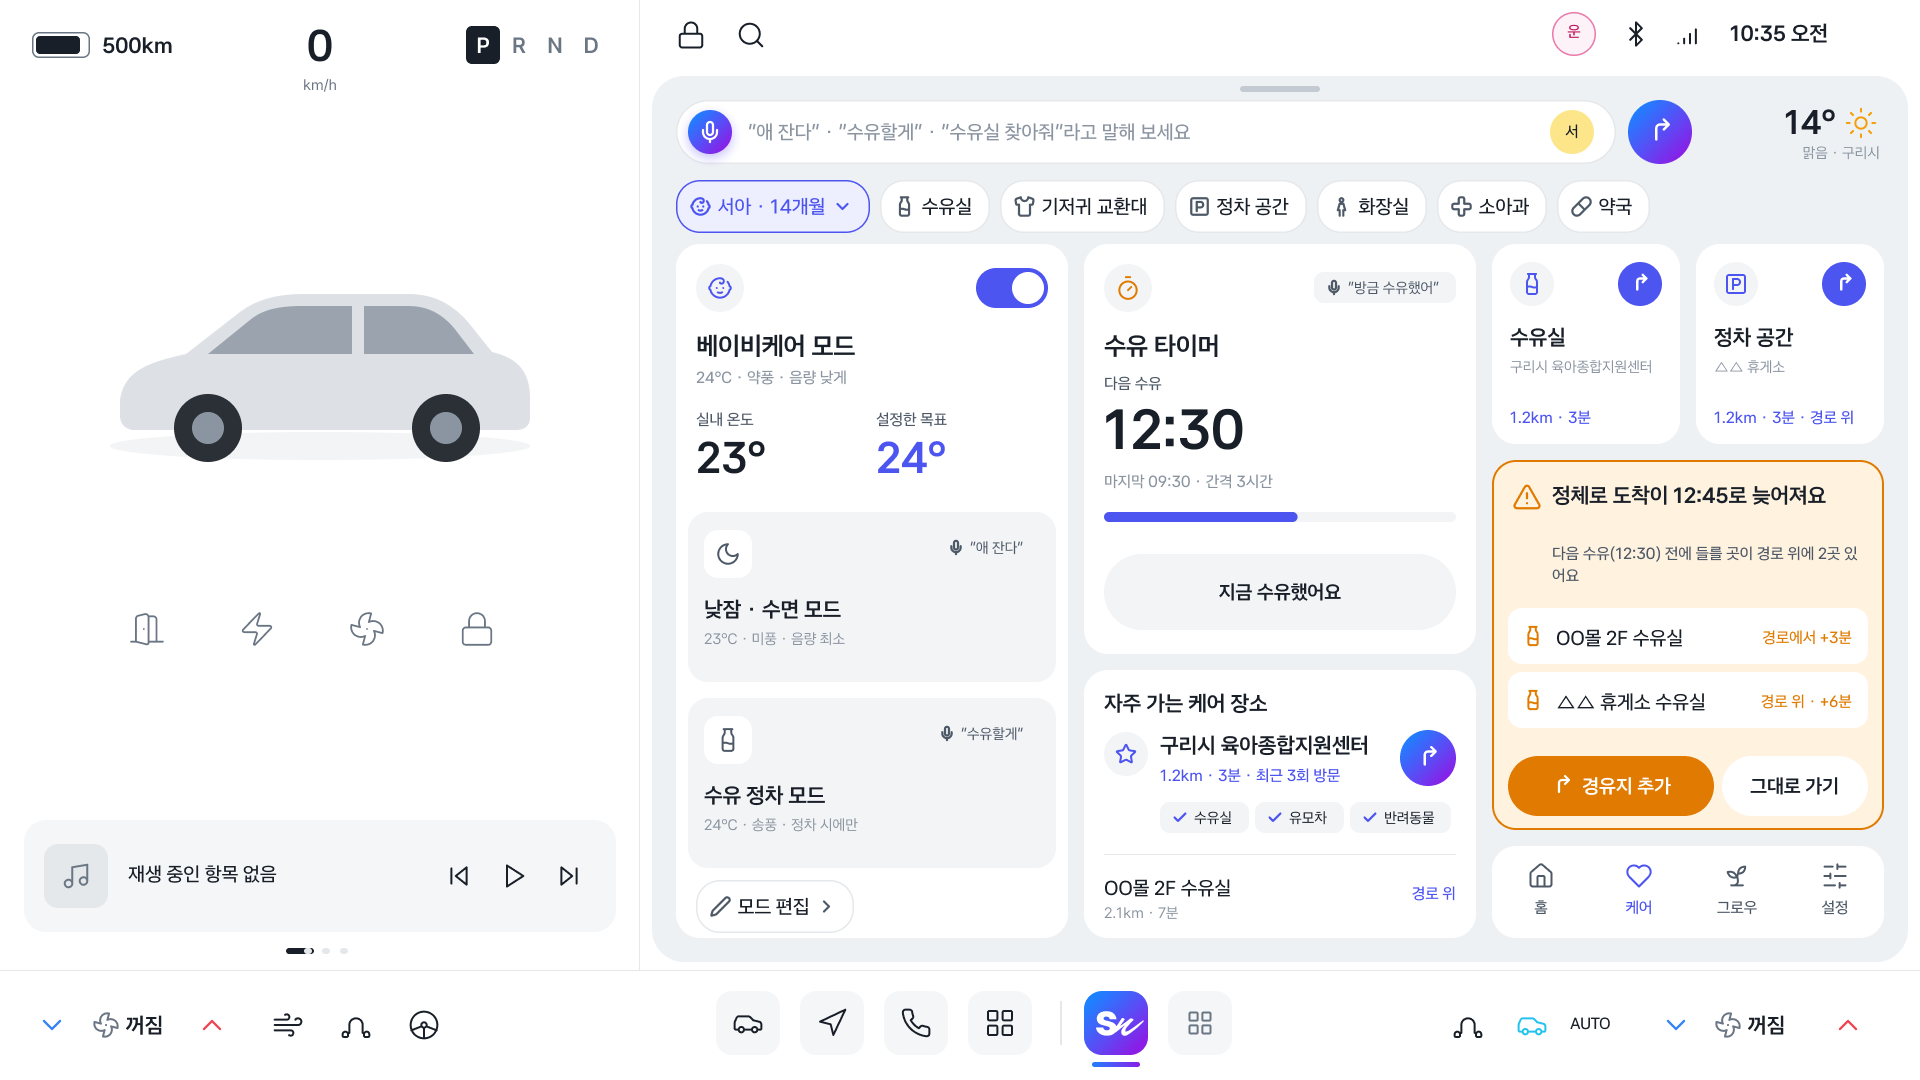 500km
0
km/h
P R N D
재생 중인 항목 없음
운
10:35 오전
"애 잔다" · "수유할게" · "수유실 찾아줘"라고 말해 보세요
서
14°
맑음 · 구리시
서아 · 14개월
수유실
기저귀 교환대
정차 공간
화장실
소아과
약국
베이비케어 모드
24°C · 약풍 · 음량 낮게
실내 온도
설정한 목표
23°
24°
"애 잔다"
낮잠 · 수면 모드
23°C · 미풍 · 음량 최소
"수유할게"
수유 정차 모드
24°C · 송풍 · 정차 시에만
모드 편집
"방금 수유했어"
수유 타이머
다음 수유
12:30
마지막 09:30 · 간격 3시간
지금 수유했어요
자주 가는 케어 장소
구리시 육아종합지원센터
1.2km · 3분 · 최근 3회 방문
수유실
유모차
반려동물
OO몰 2F 수유실
2.1km · 7분
경로 위
수유실
구리시 육아종합지원센터
1.2km · 3분
정차 공간
△△ 휴게소
1.2km · 3분 · 경로 위
정체로 도착이 12:45로 늦어져요
다음 수유(12:30) 전에 들를 곳이 경로 위에 2곳 있
어요
OO몰 2F 수유실
경로에서 +3분
△△ 휴게소 수유실
경로 위 · +6분
경유지 추가
그대로 가기
홈
케어
그로우
설정
꺼짐
Su
AUTO
꺼짐